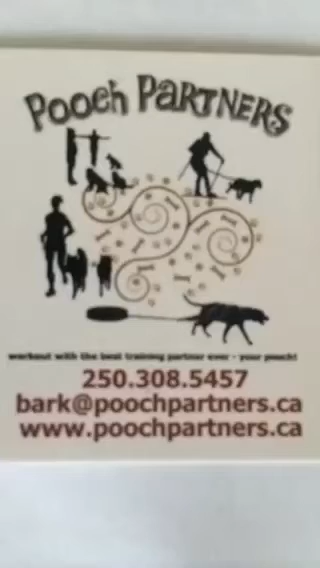 Pooch Partners
workout with the best training partner ever - your pooch!
250.308.5457
bark@poochpartners.ca
www.poochpartners.ca